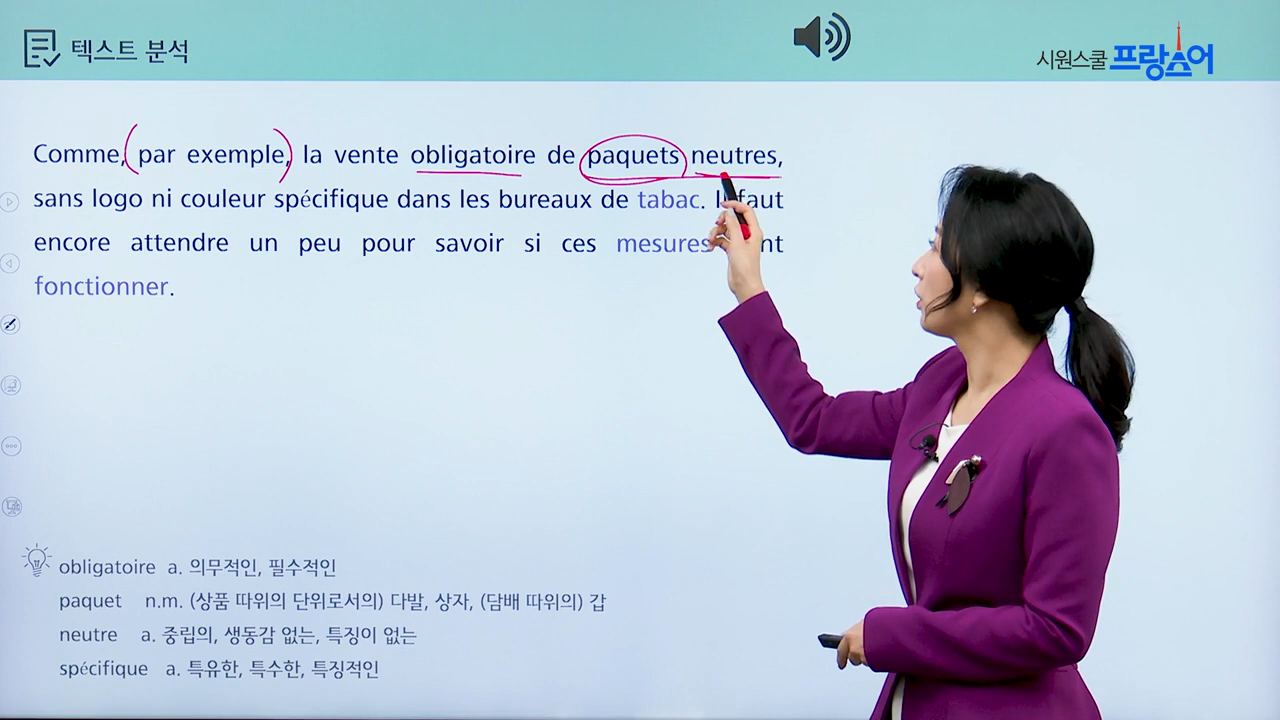 텍스트 분석
시원스쿨 프랑스어
Comme, par exemple, la vente obligatoire de paquets neutres,
sans logo ni couleur spécifique dans les bureaux de tabac. Il faut
encore attendre un peu pour savoir si ces mesures
fonctionner.
obligatoire a. 의무적인, 필수적인
paquet n.m. (상품 따위의 단위로서의) 다발, 상자, (담배 따위의) 갑
neutre a. 중립의, 생동감 없는, 특징이 없는
spécifique a. 특유한, 특수한, 특징적인